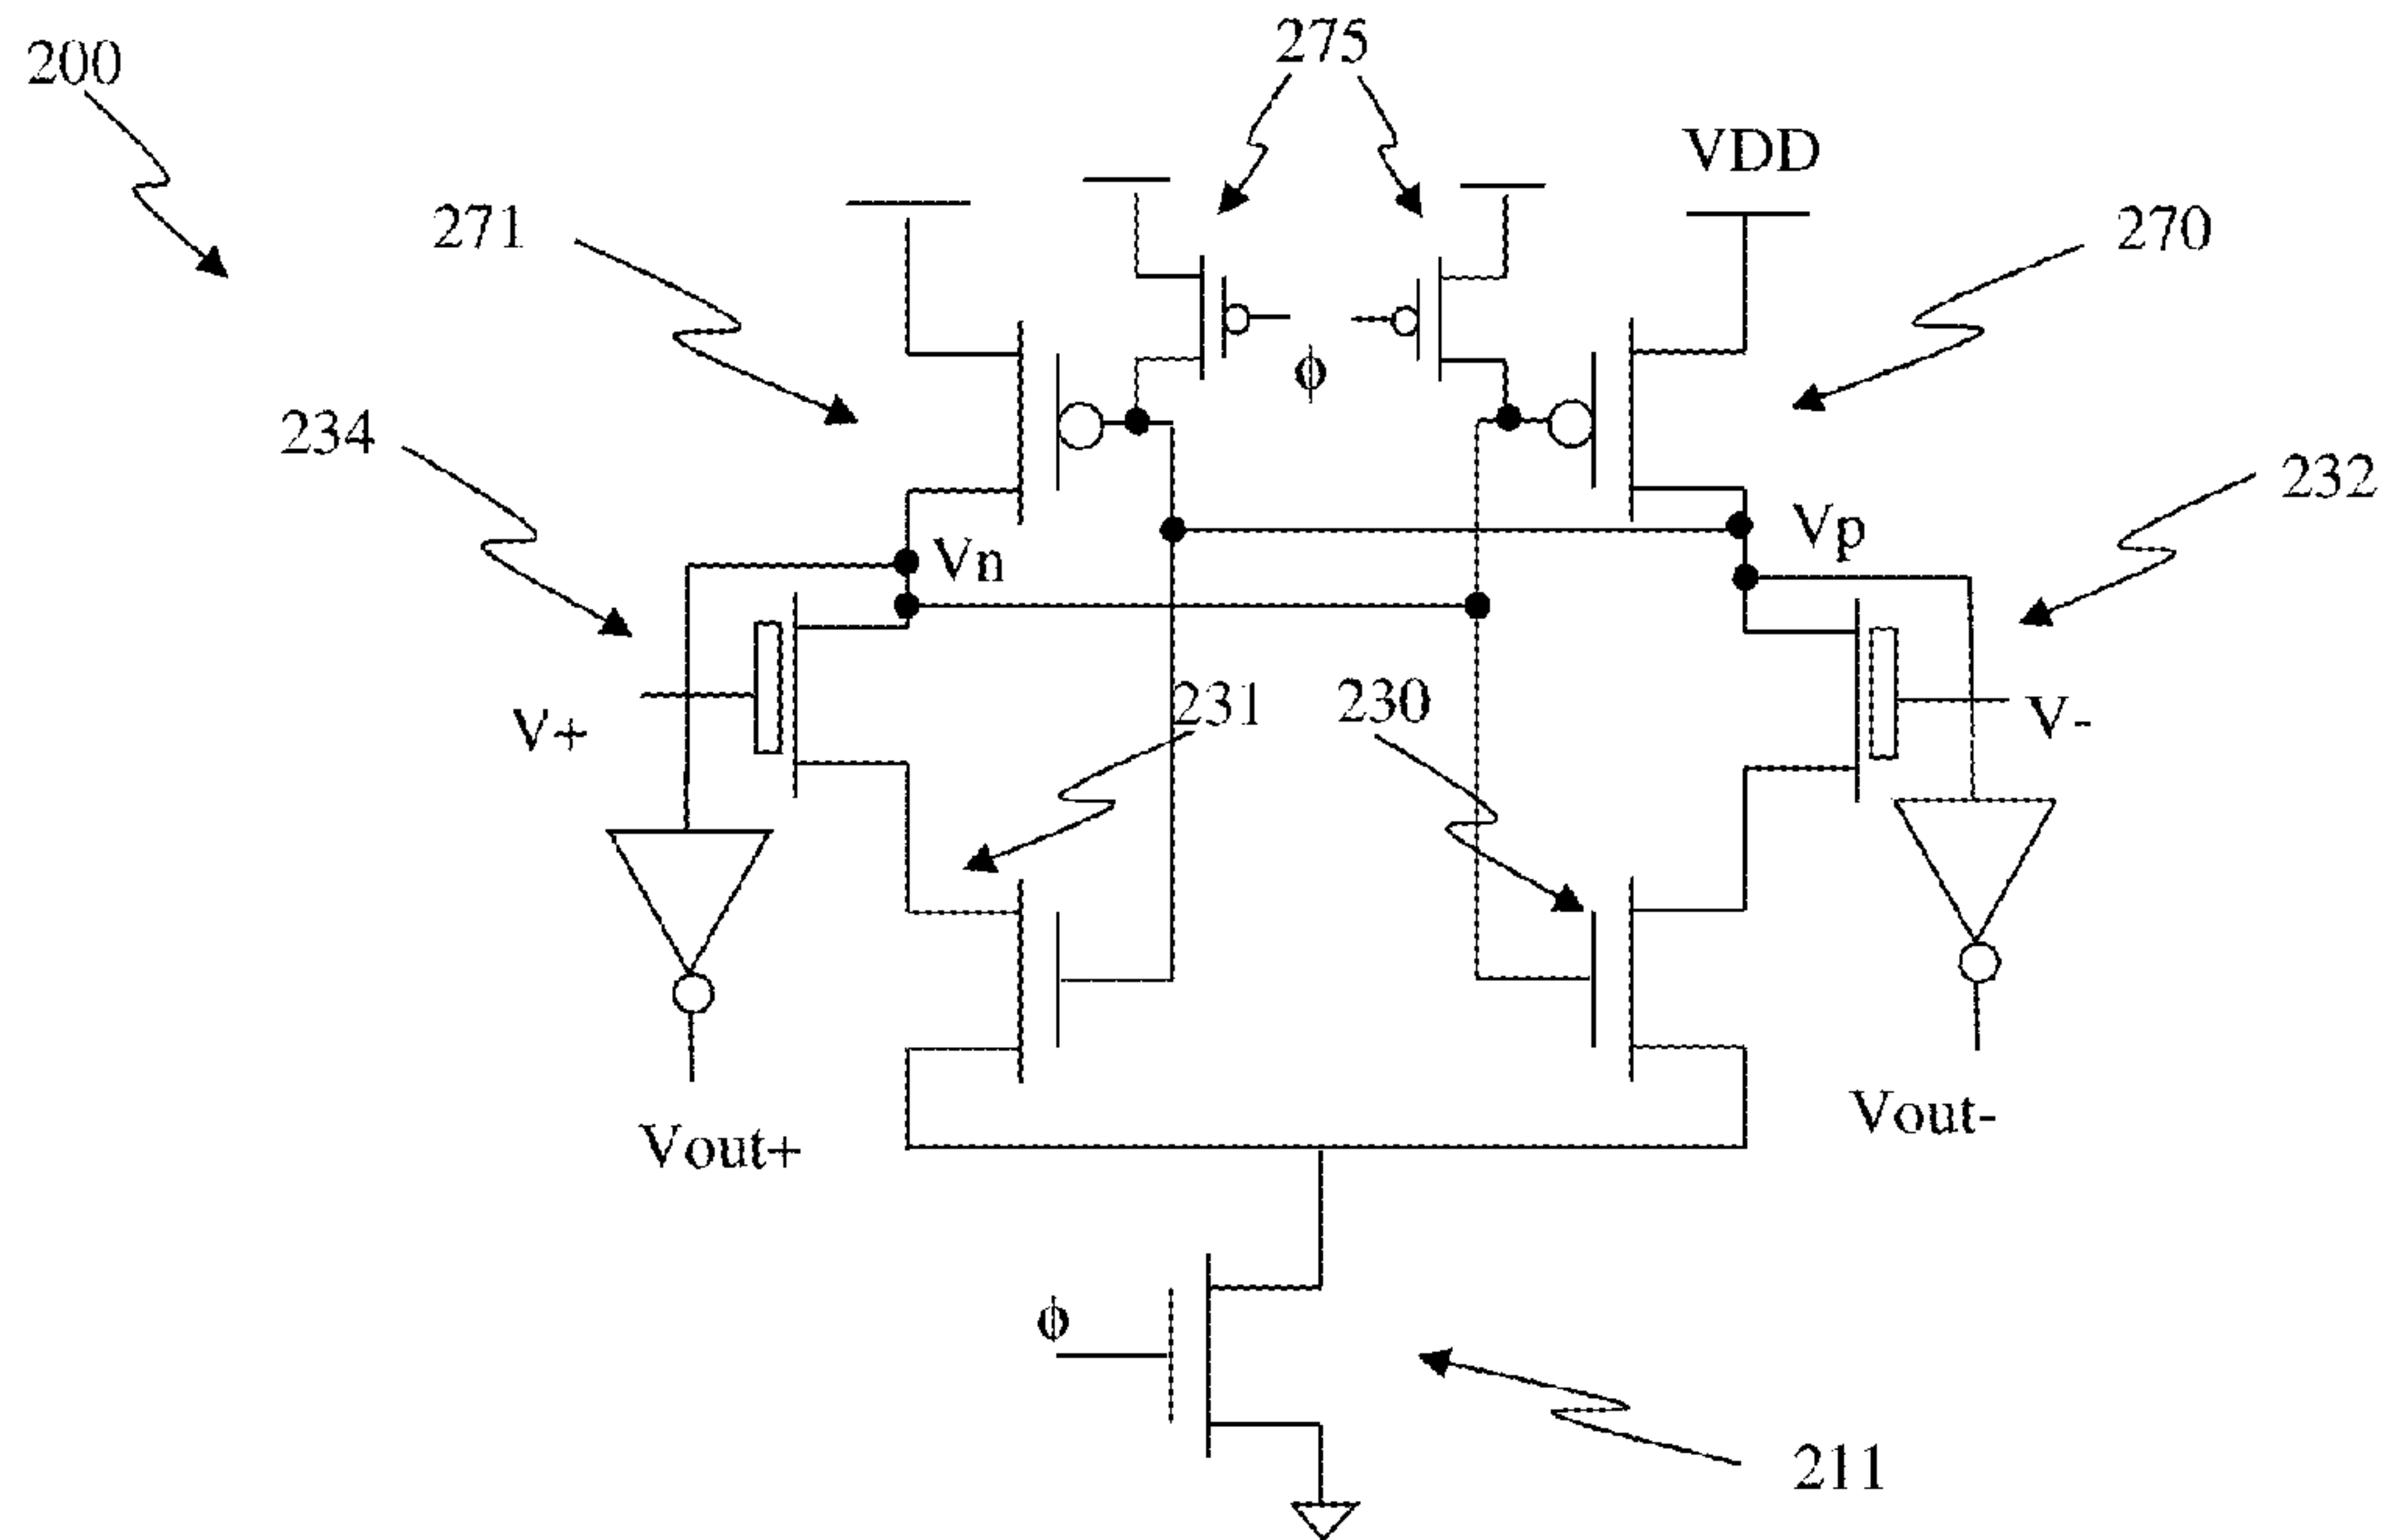 200
275
VDD
271
270
ϕ
234
232
Vn
Vp
231
230
V+
V-
Vout+
Vout-
ϕ
211